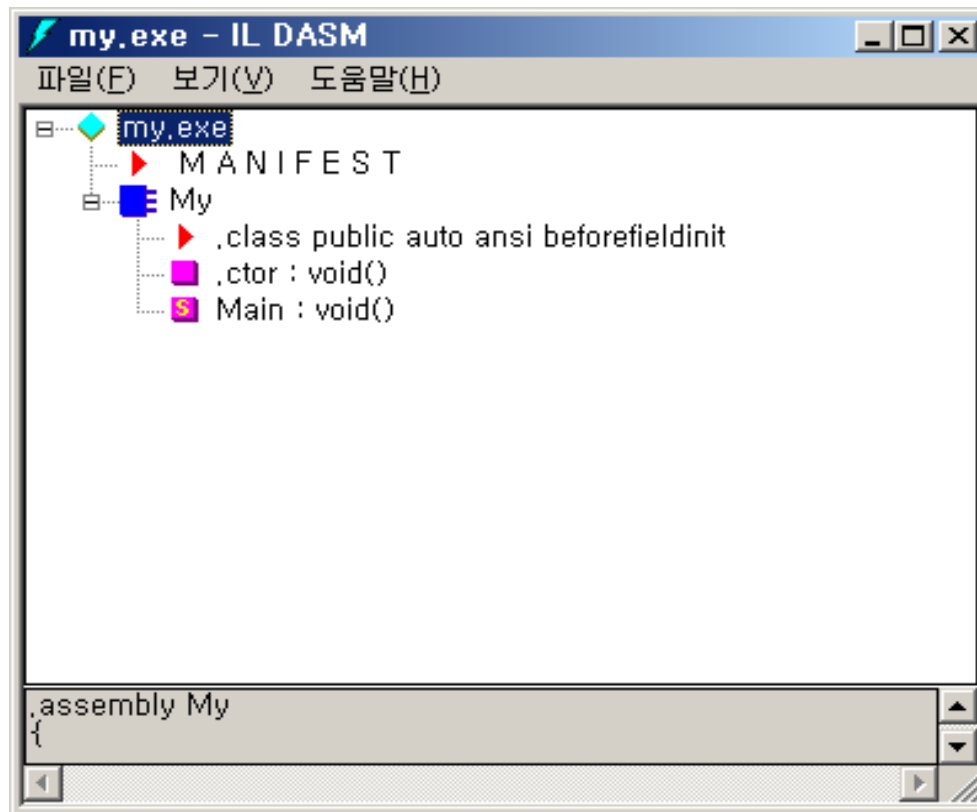 my.exe - IL DASM
파일(F) 보기(V) 도움말(H)
my.exe
M A N I F E S T
My
.class public auto ansi beforefieldinit
.ctor : void()
S Main : void()
.assembly My
{